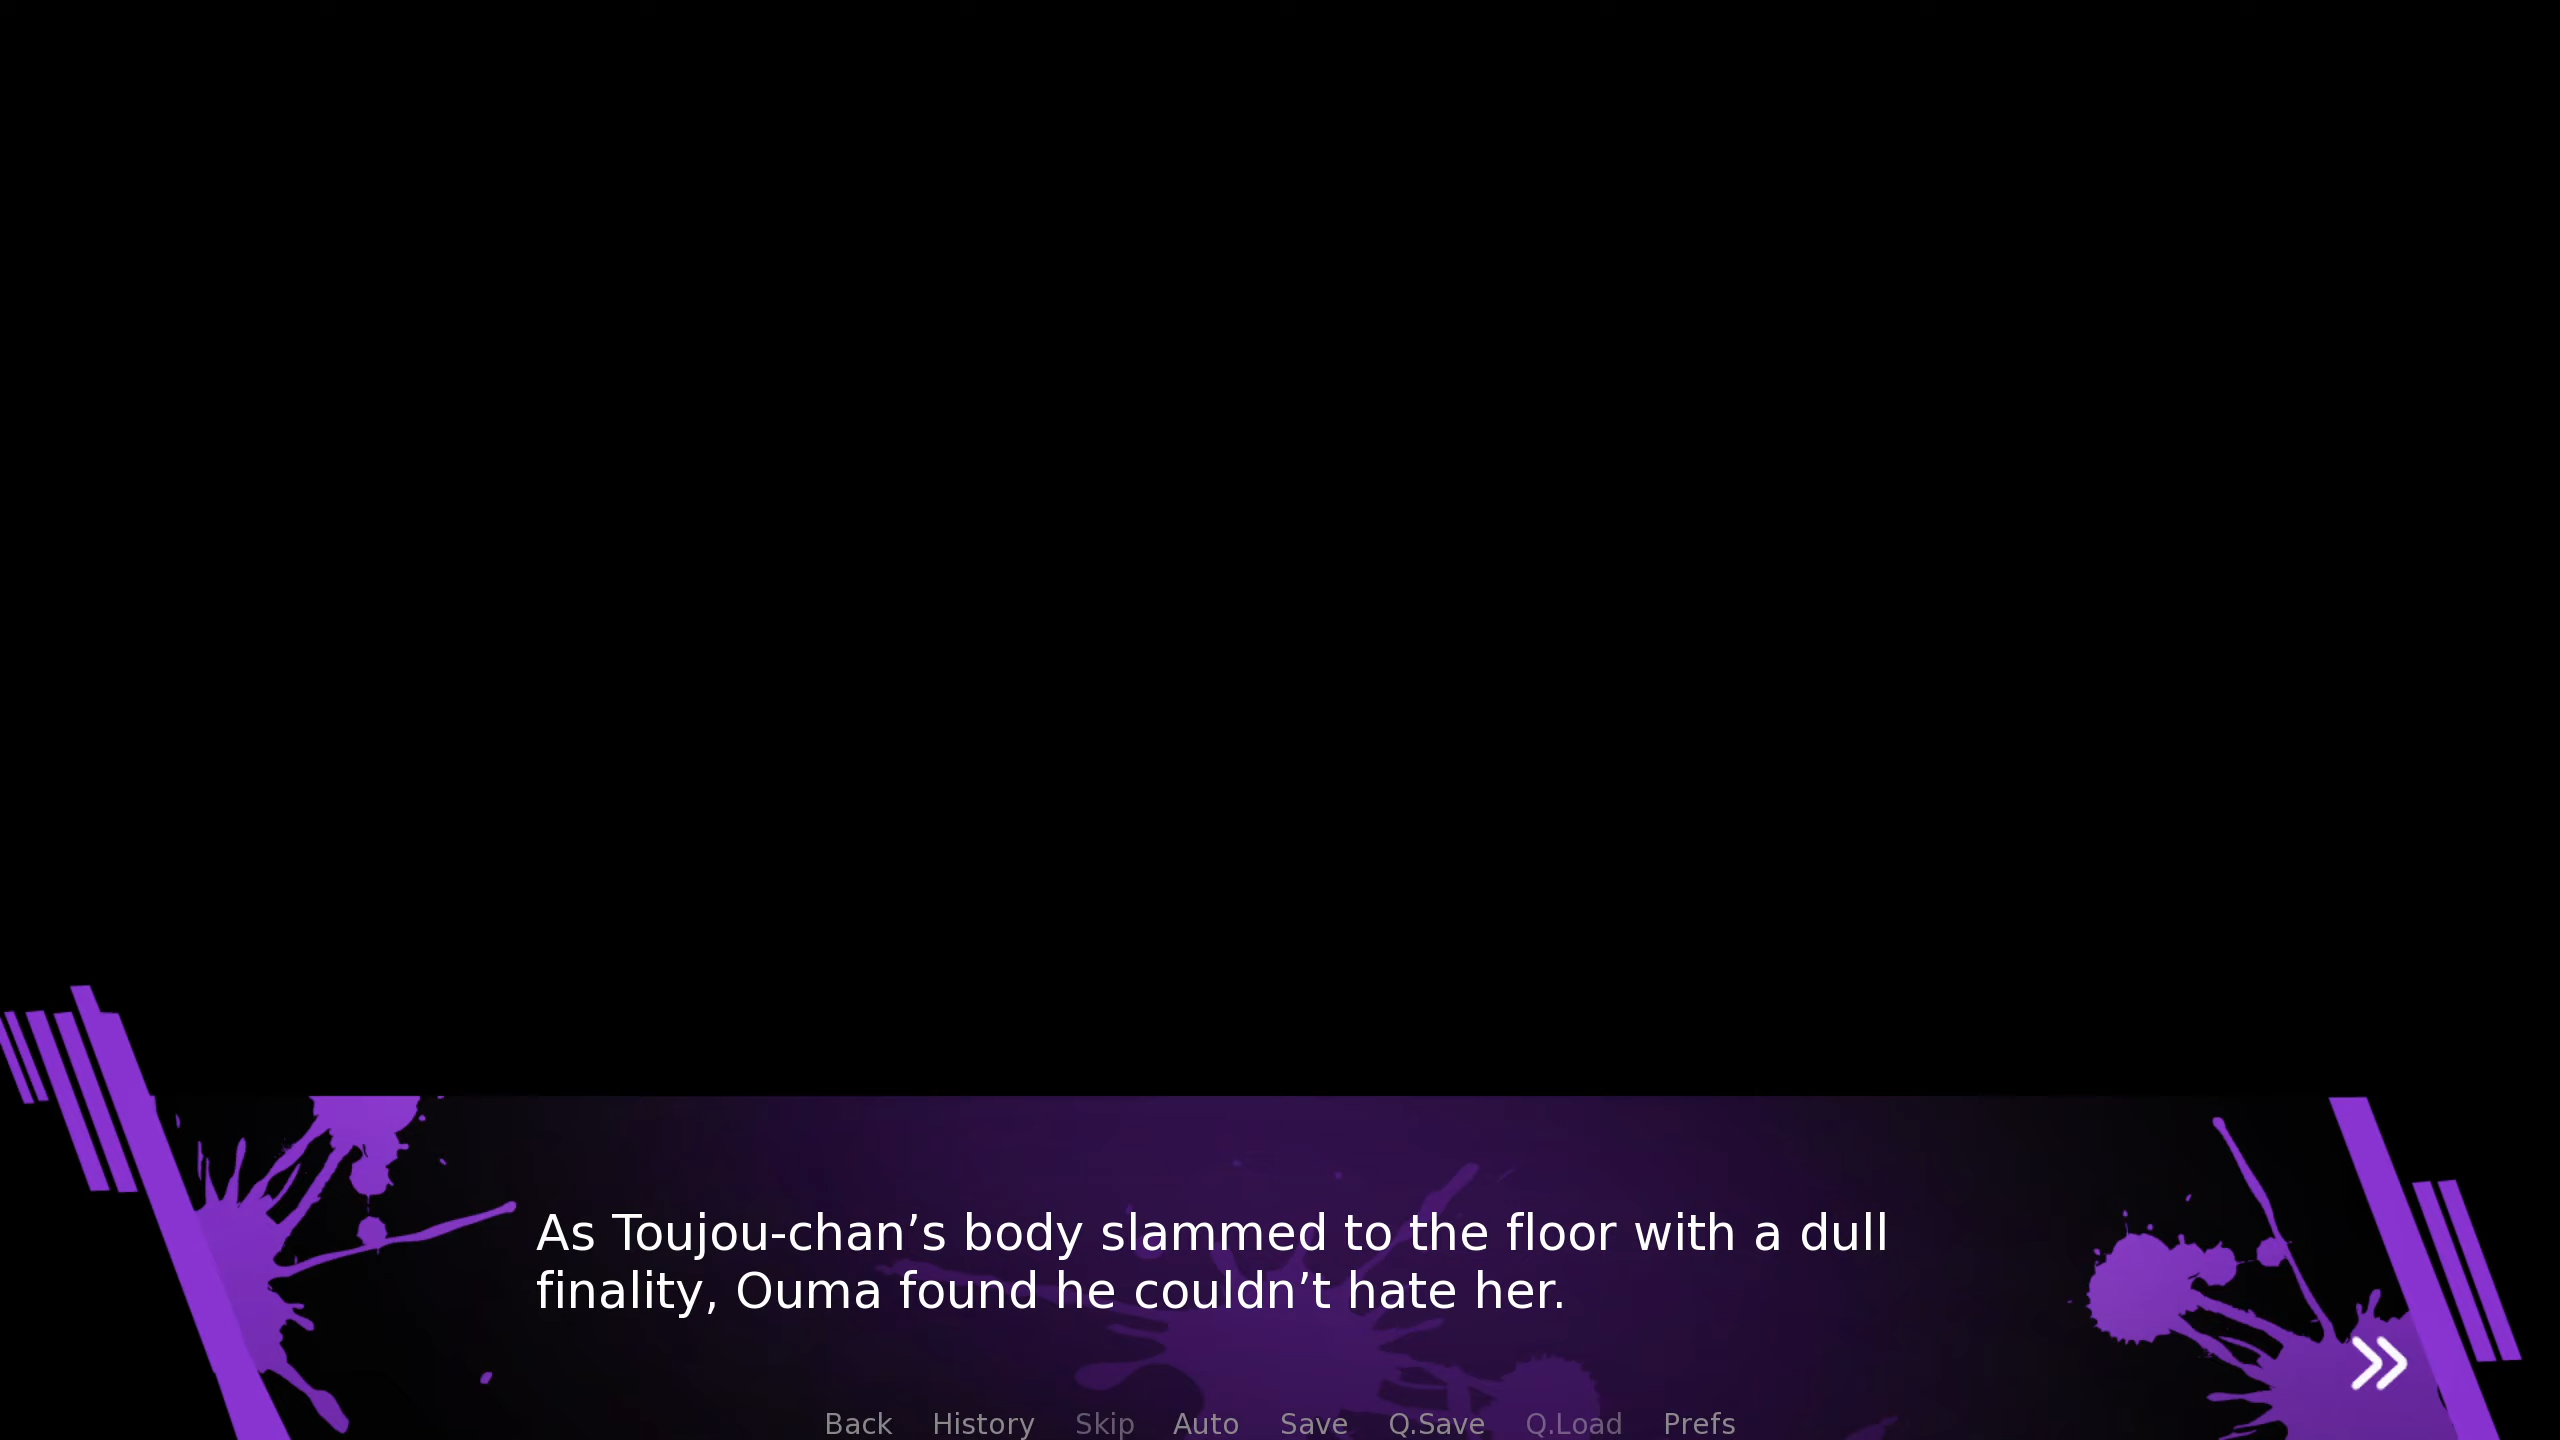 As Toujou-chan’s body slammed to the floor with a dull
finality, Ouma found he couldn’t hate her.
Back History Skip Auto Save Q.Save Q.Load Prefs